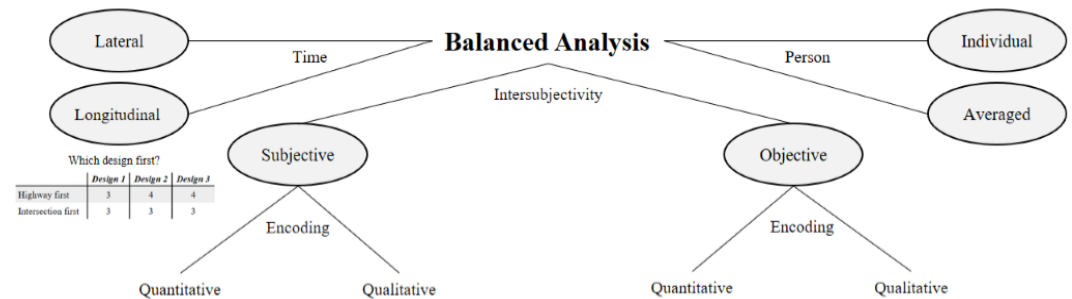 Lateral
Balanced Analysis
Individual
Time
Person
Intersubjectivity
Longitudinal
Averaged
Subjective
Objective
Which design first?
Design 1 Design 2 Design 3
Highway first 3 4 4
Intersection first 3 3 3
Encoding
Encoding
Quantitative
Qualitative
Quantitative
Qualitative